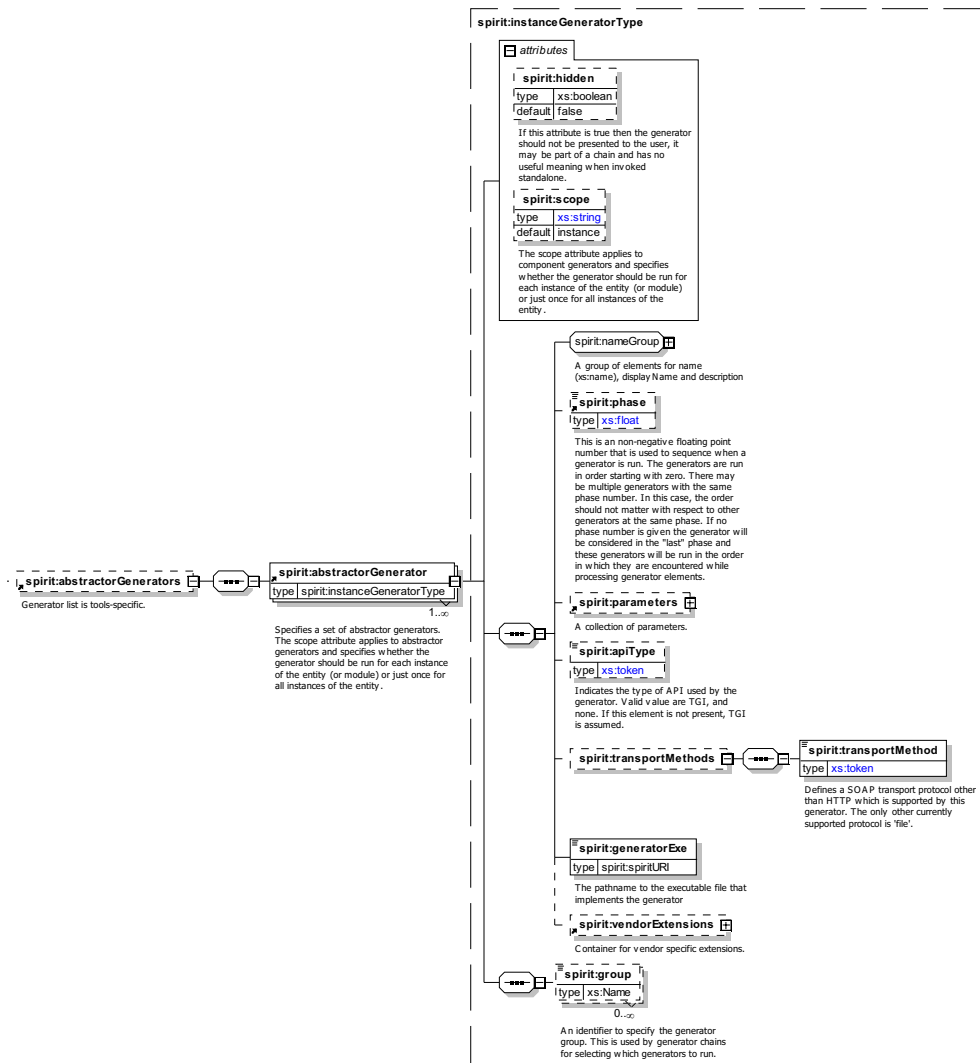 spirit:instanceGeneratorType
attributes
spirit:hidden
type xs:boolean
default false
If this attribute is true then the generator
should not be presented to the user, it
may be part of a chain and has no
useful meaning when invoked
standalone.
spirit:scope
type xs:string
default instance
The scope attribute applies to
component generators and specifies
whether the generator should be run for
each instance of the entity (or module)
or just once for all instances of the
entity.
spirit:nameGroup
A group of elements for name
(xs:name), displayName and description
spirit:phase
type xs:float
This is an non-negative floating point
number that is used to sequence when a
generator is run. The generators are run
in order starting with zero. There may
be multiple generators with the same
phase number. In this case, the order
should not matter with respect to other
generators at the same phase. If no
phase number is given the generator will
be considered in the "last" phase and
these generators will be run in the order
in which they are encountered while
processing generator elements.
spirit:abstractorGenerators
Generator list is tools-specific.
spirit:abstractorGenerator
type spirit:instanceGeneratorType
1..∞
Specifies a set of abstractor generators.
The scope attribute applies to abstractor
generators and specifies whether the
generator should be run for each instance
of the entity (or module) or just once for
all instances of the entity.
spirit:parameters
A collection of parameters.
spirit:apiType
type xs:token
Indicates the type of API used by the
generator. Valid value are TGI, and
none. If this element is not present, TGI
is assumed.
spirit:transportMethods
spirit:transportMethod
type xs:token
Defines a SOAP transport protocol other
than HTTP which is supported by this
generator. The only other currently
supported protocol is 'file'.
spirit:generatorExe
type spirit:spiritURI
The pathname to the executable file that
implements the generator
spirit:vendorExtensions
Container for vendor specific extensions.
spirit:group
type xs:Name
0..∞
An identifier to specify the generator
group. This is used by generator chains
for selecting which generators to run.